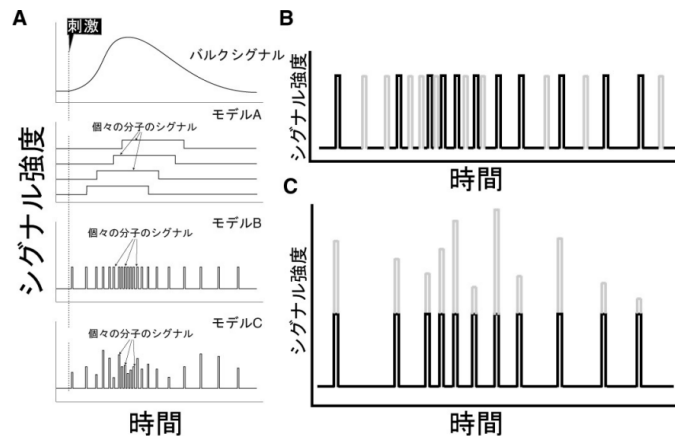 A
刺激
バルクシグナル
モデルA
個々の分子のシグナル
モデルB
個々の分子のシグナル
モデルC
個々の分子のシグナル
シグナル強度
時間
B
シグナル強度
時間
C
シグナル強度
時間